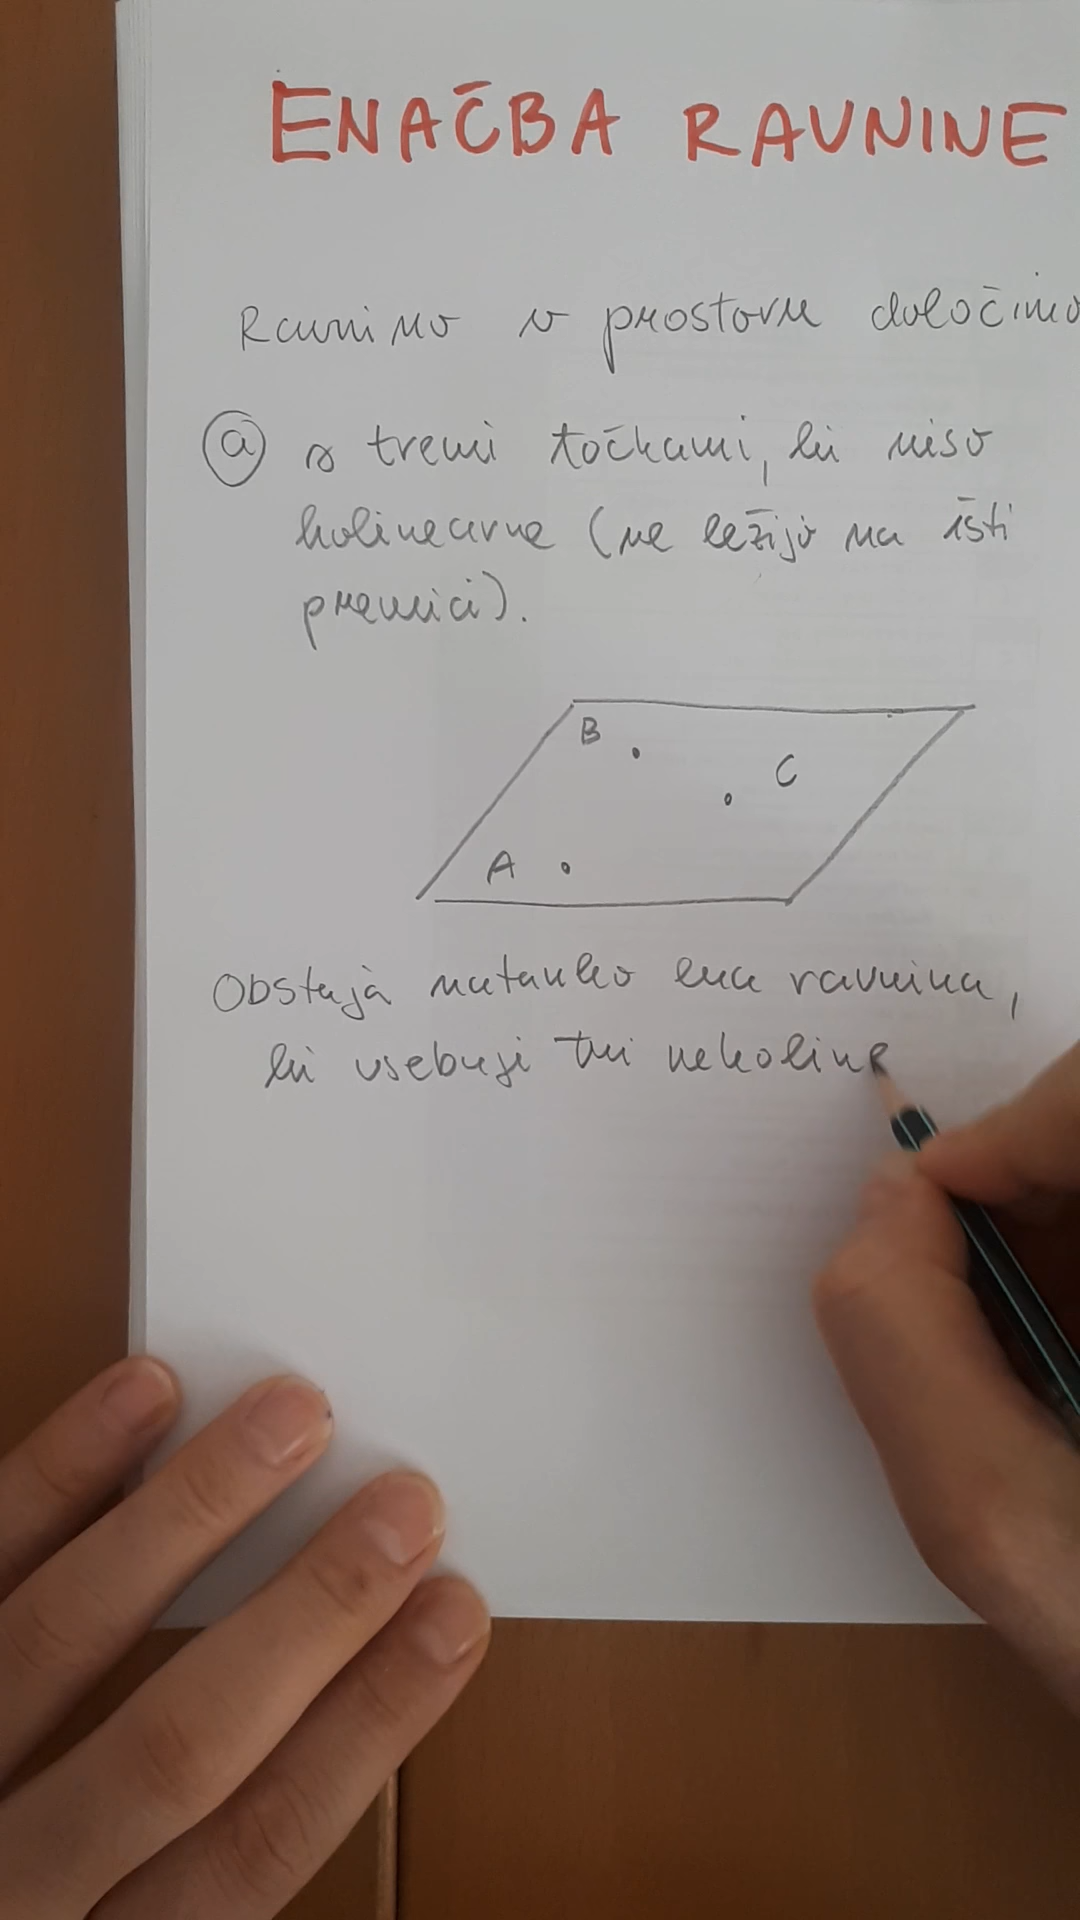 ENAČBA RAVNINE
Ravnino v prostoru določimo
a s tremi točkami, ki niso
kolinearne (ne ležijo na isti
premici).
B
C
A
Obstaja natanko ena ravnina,
ki vsebuje tri nekoline